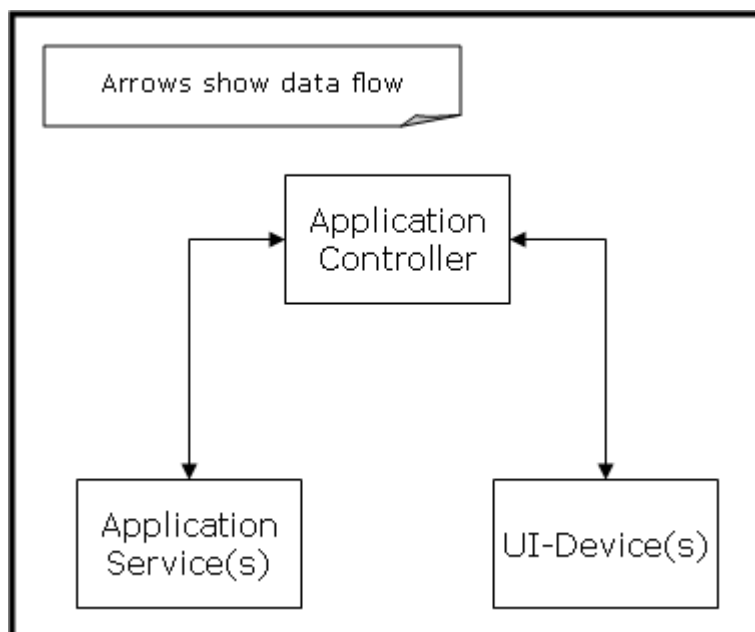 Arrows show data flow
Application
Controller
Application
Service(s)
UI-Device(s)